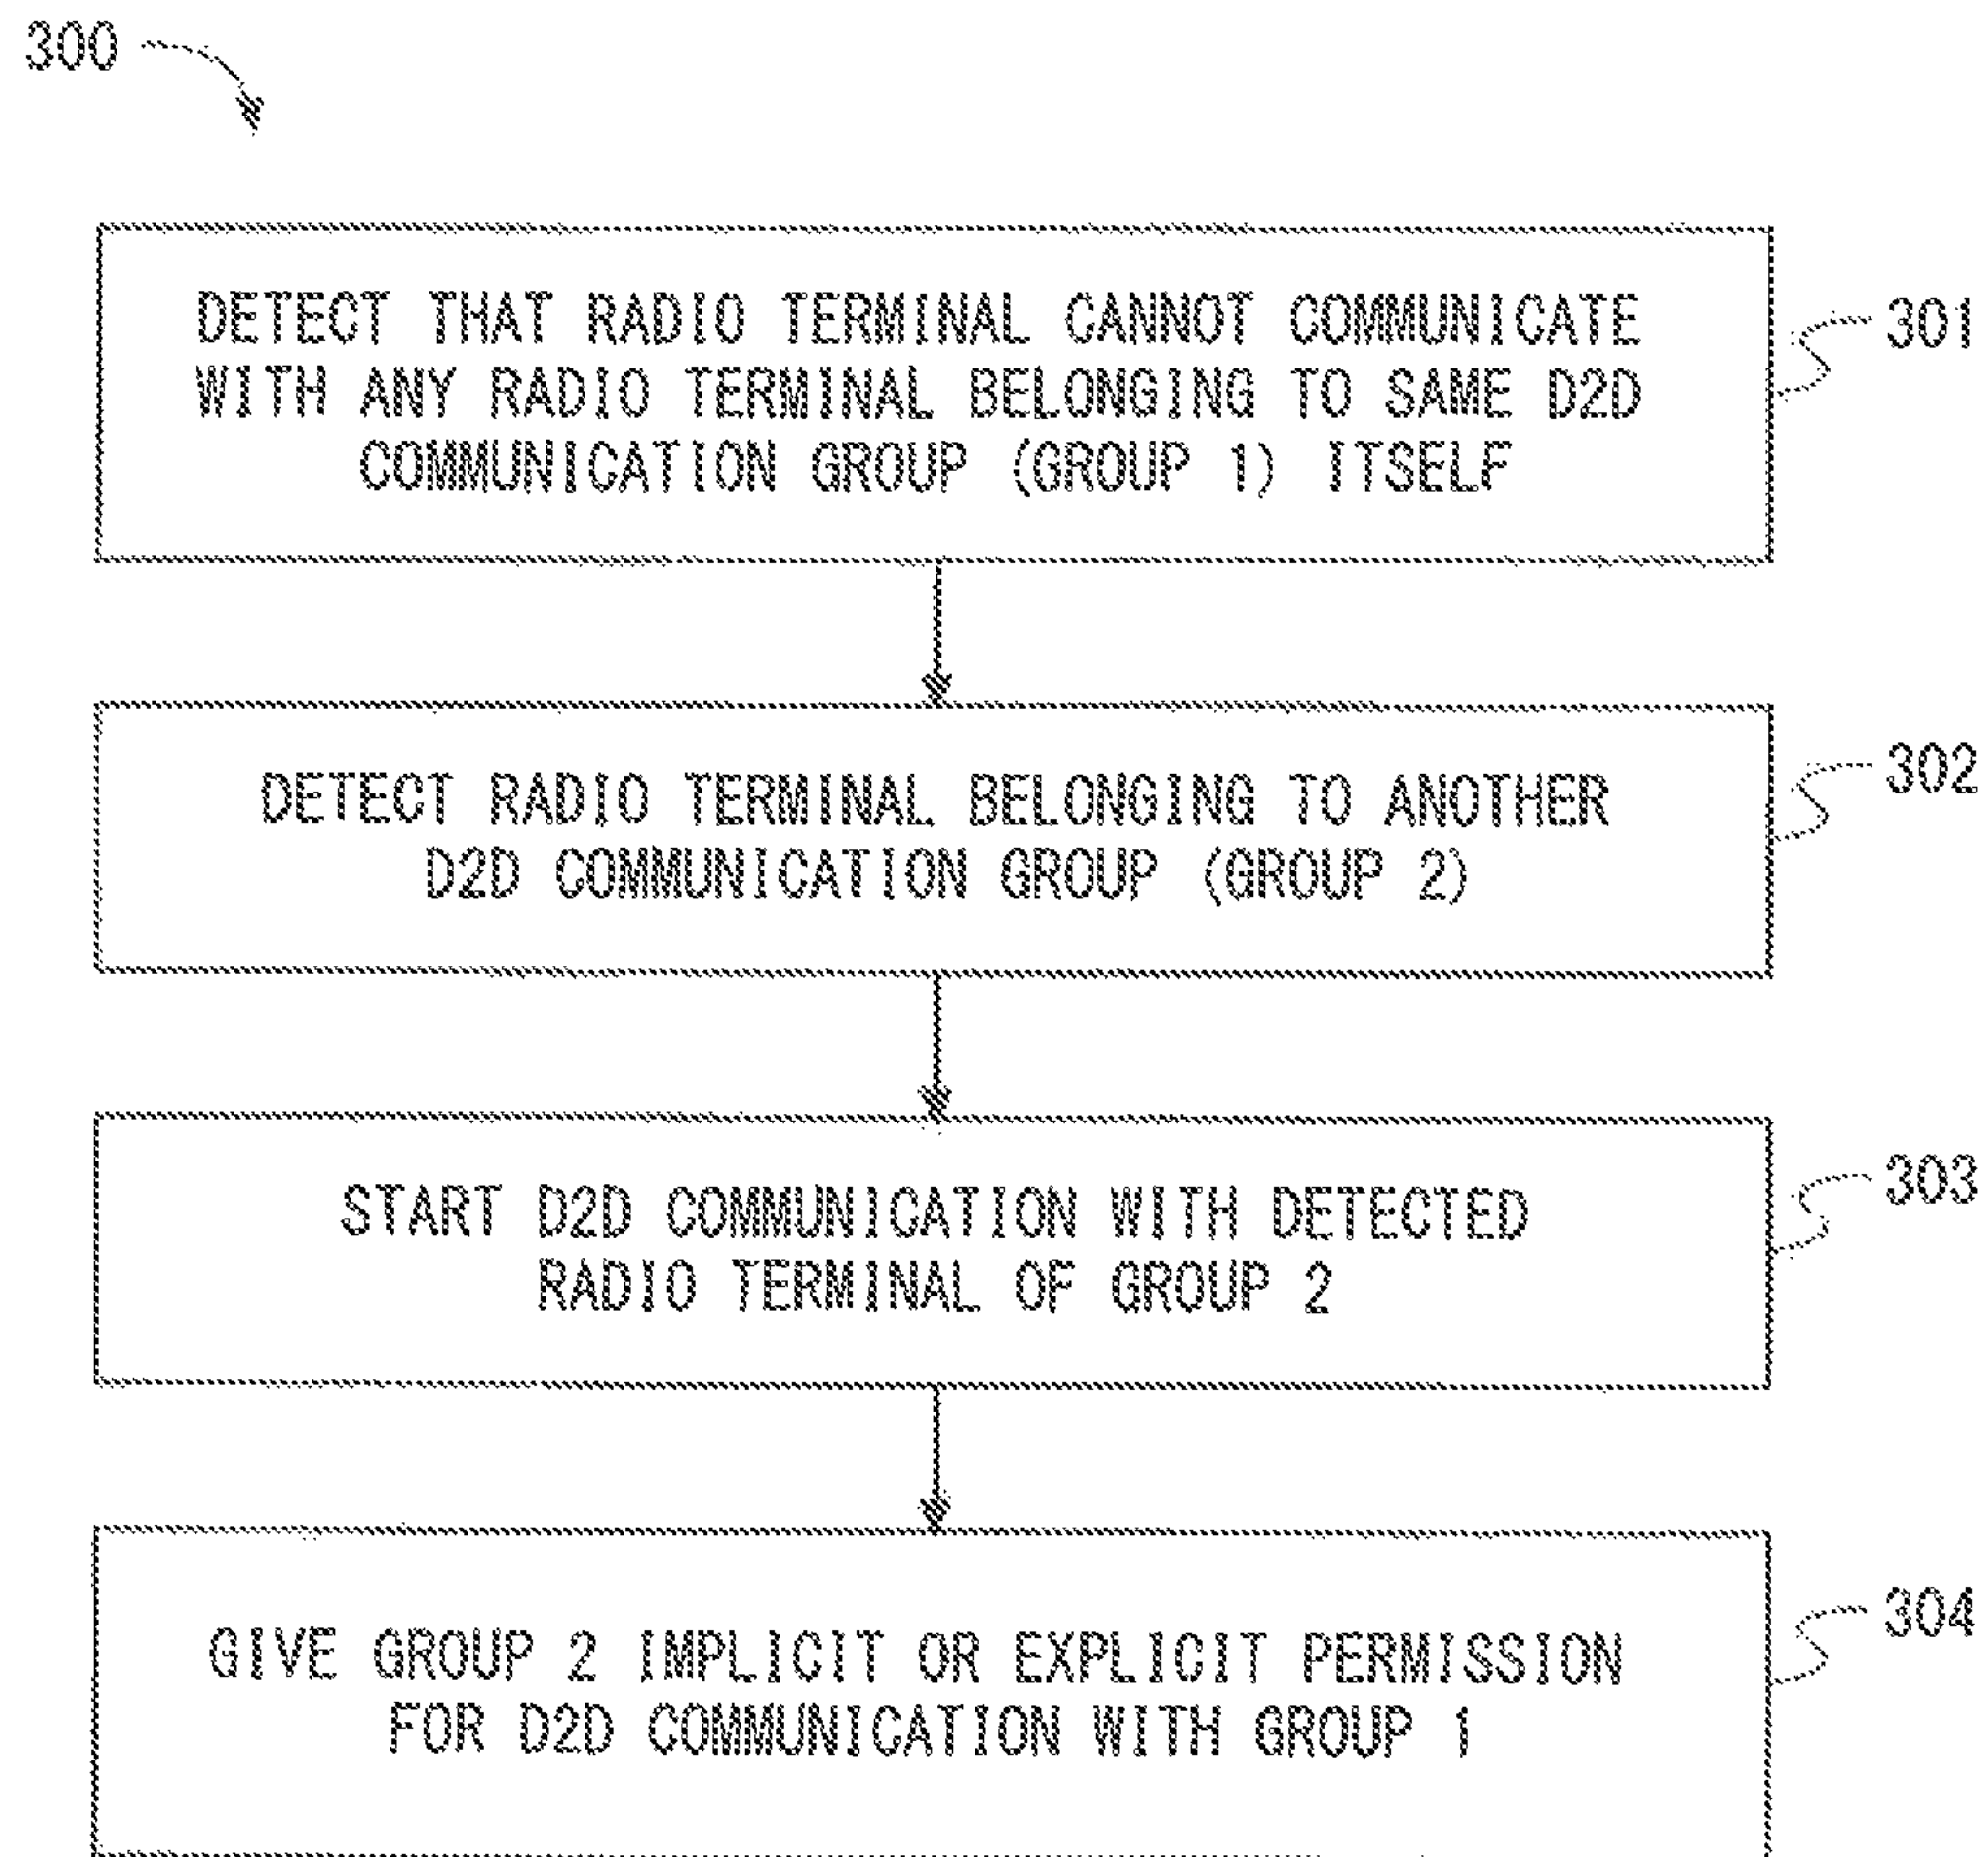 300
DETECT THAT RADIO TERMINAL CANNOT COMMUNICATE
WITH ANY RADIO TERMINAL BELONGING TO SAME D2D
COMMUNICATION GROUP (GROUP 1) ITSELF
301
DETECT RADIO TERMINAL BELONGING TO ANOTHER
D2D COMMUNICATION GROUP (GROUP 2)
302
START D2D COMMUNICATION WITH DETECTED
RADIO TERMINAL OF GROUP 2
303
GIVE GROUP 2 IMPLICIT OR EXPLICIT PERMISSION
FOR D2D COMMUNICATION WITH GROUP 1
304